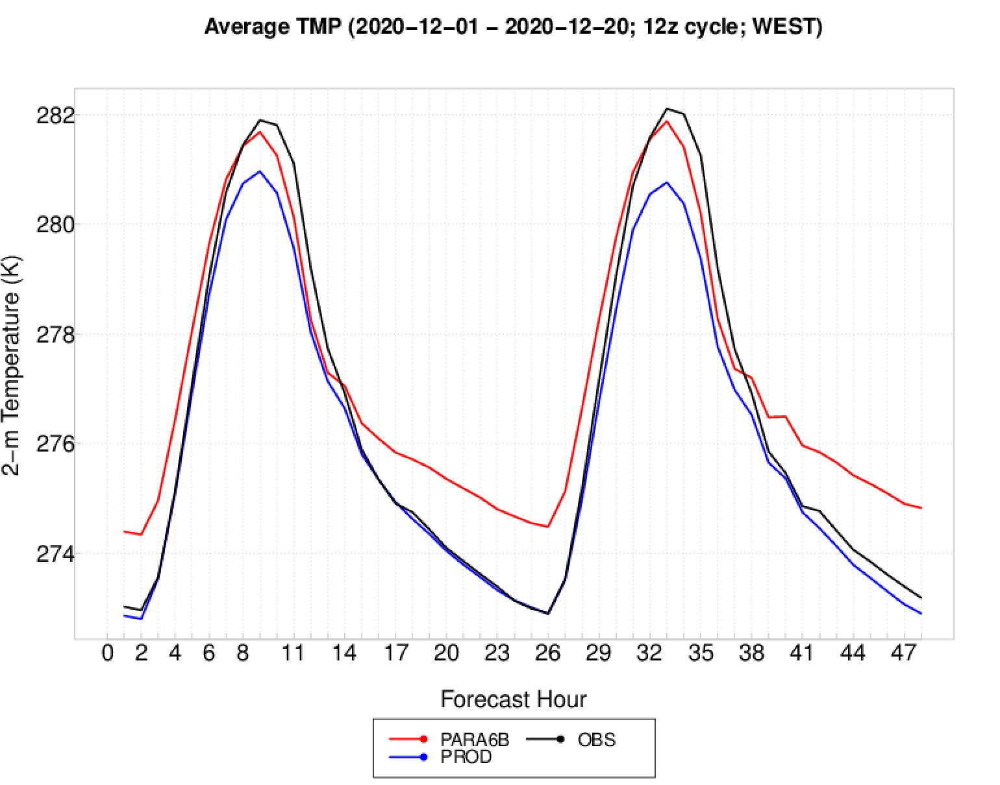 Average TMP (2020−12−01 − 2020−12−20; 12z cycle; WEST)
2−m Temperature (K)
282
280
278
276
274
0 2 4 6 8 11 14 17 20 23 26 29 32 35 38 41 44 47
Forecast Hour
PARA6B OBS
PROD